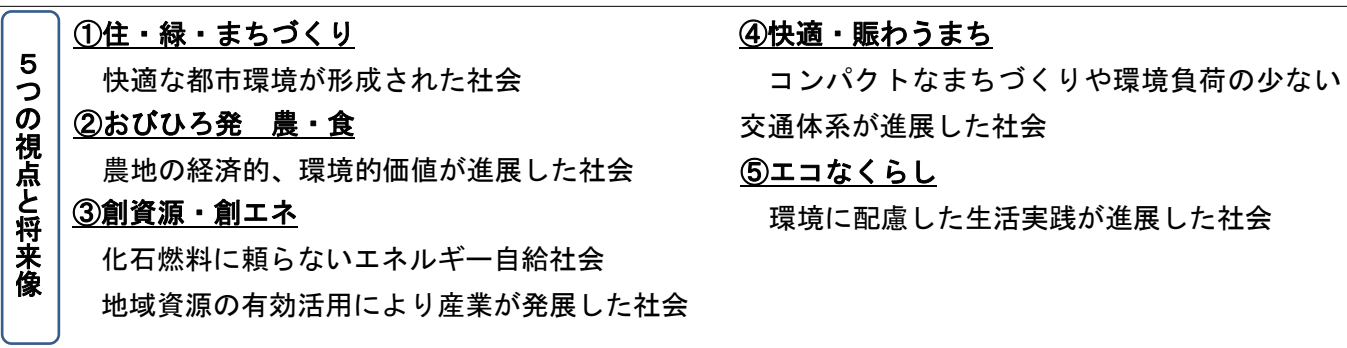 5つの視点と将来像
①住・緑・まちづくり
快適な都市環境が形成された社会
②おびひろ発　農・食
農地の経済的、環境的価値が進展した社会
③創資源・創エネ
化石燃料に頼らないエネルギー自給社会
地域資源の有効活用により産業が発展した社会
④快適・賑わうまち
コンパクトなまちづくりや環境負荷の少ない
交通体系が進展した社会
⑤エコなくらし
環境に配慮した生活実践が進展した社会